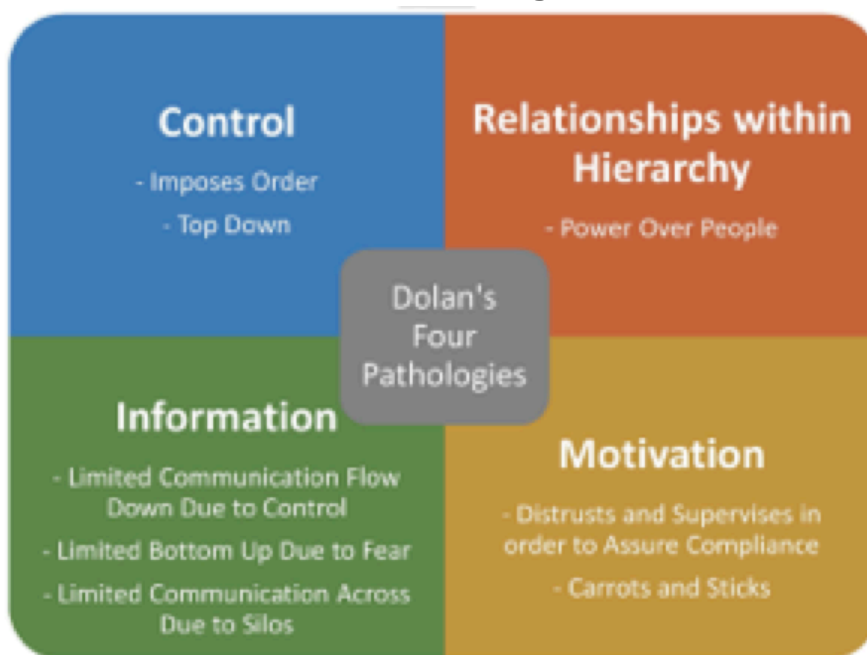 Control
- Imposes Order
- Top Down
Relationships within
Hierarchy
- Power Over People
Dolan's
Four
Pathologies
Information
- Limited Communication Flow
Down Due to Control
- Limited Bottom Up Due to Fear
- Limited Communication Across
Due to Silos
Motivation
- Distrusts and Supervises in
order to Assure Compliance
- Carrots and Sticks